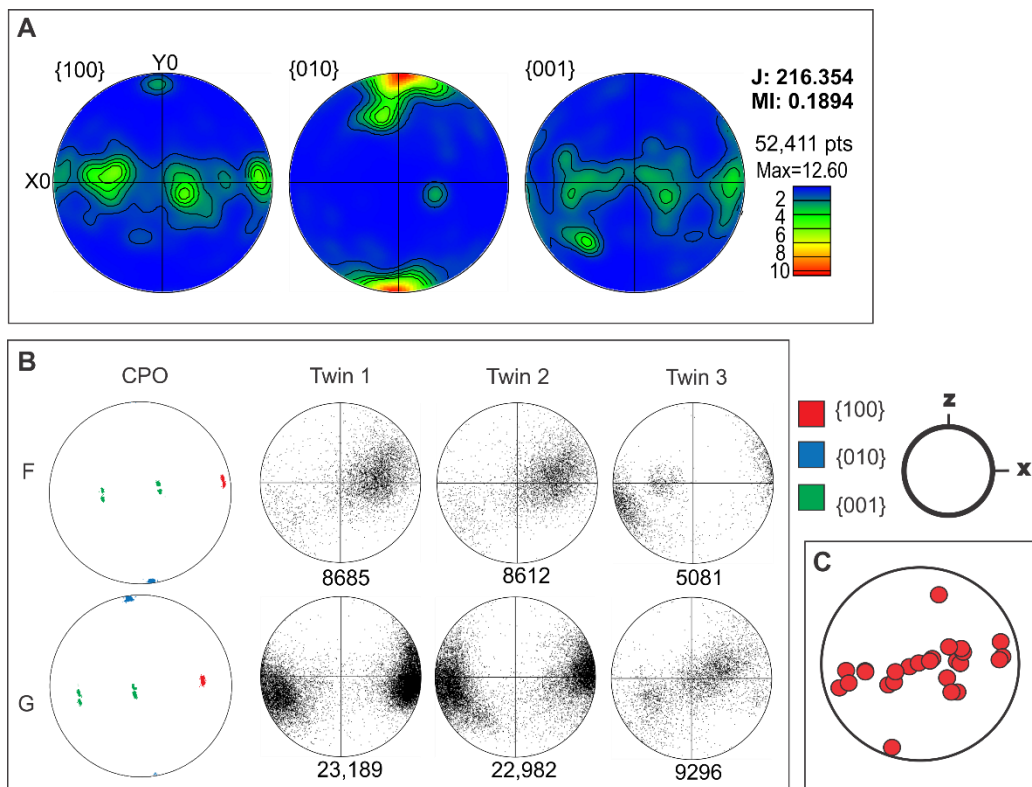 A
{100}
Y0
{010}
{001}
X0
J: 216.354
MI: 0.1894
52,411 pts
Max=12.60
2
4
6
8
10
B
CPO
Twin 1
Twin 2
Twin 3
F
8685
8612
5081
G
23,189
22,982
9296
{100}
{010}
{001}
z
x
C